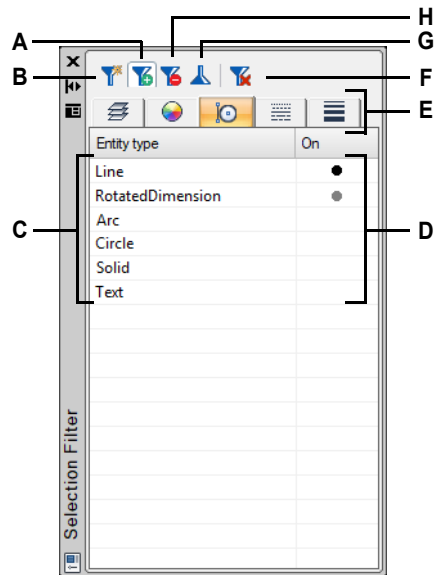 H
A
G
B
F
E
Entity type On
Line
RotatedDimension
C
D
Arc
Circle
Solid
Text
Selection Filter